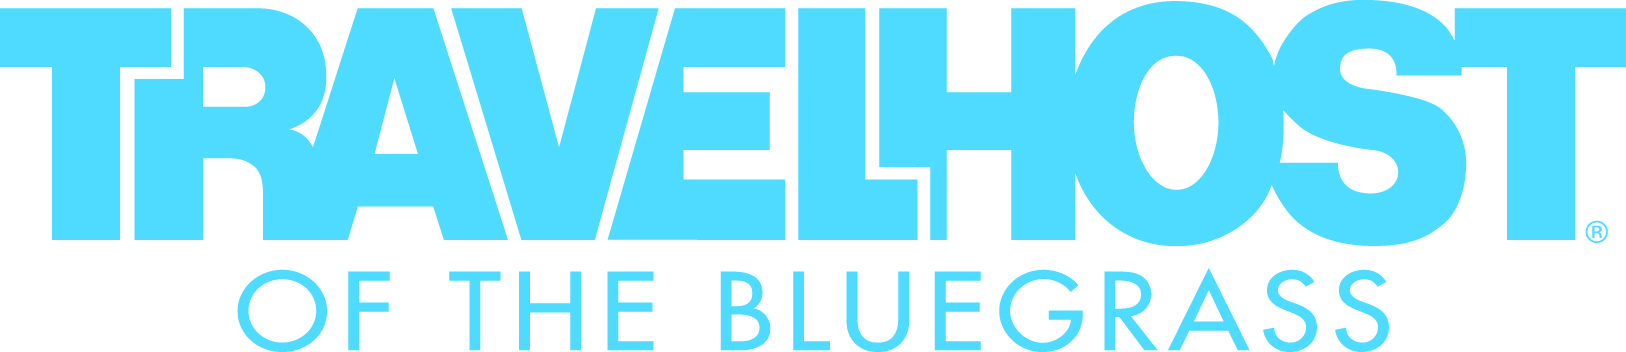 TRAVELHOST®
OF THE BLUEGRASS